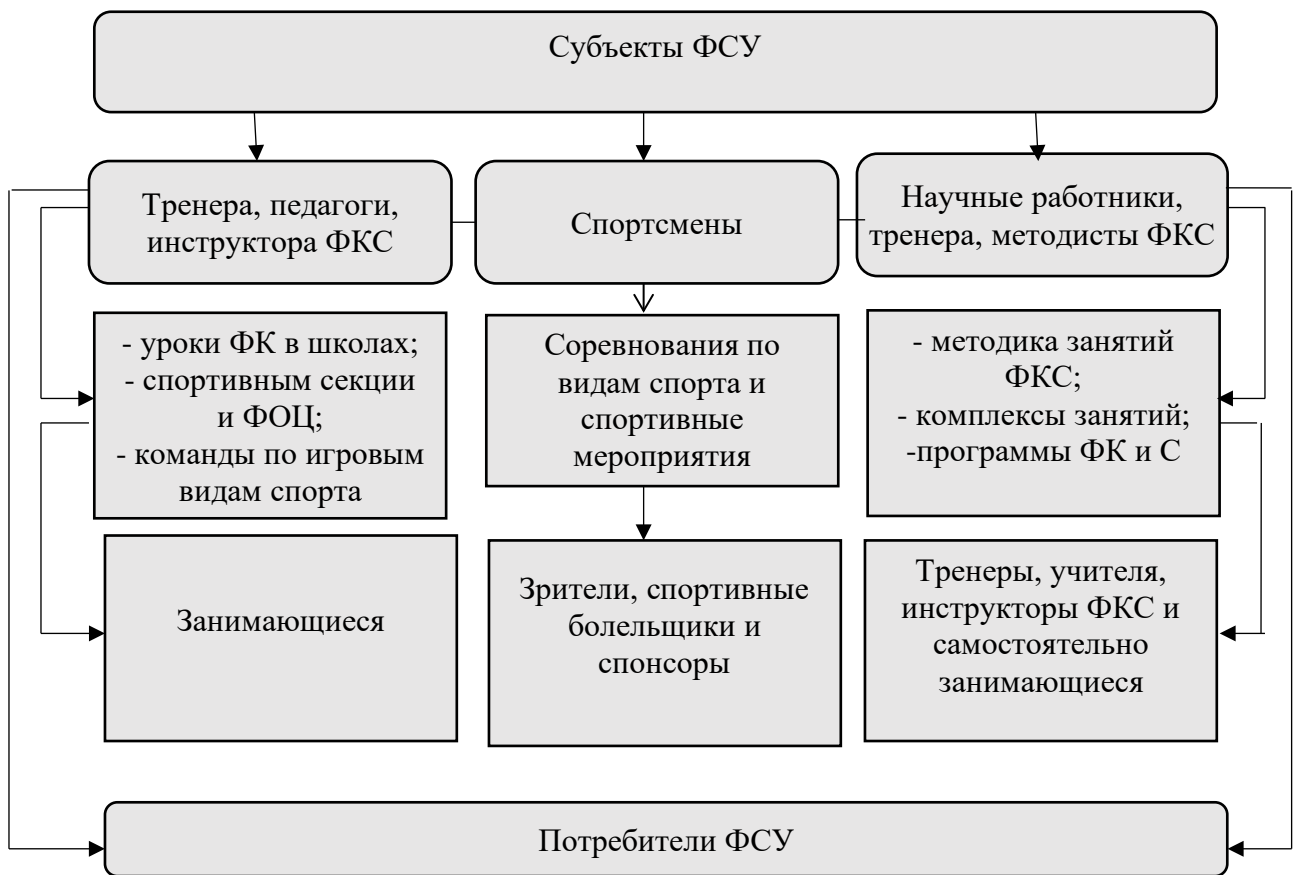 Субъекты ФСУ
Тренера, педагоги,
инструктора ФКС
Спортсмены
Научные работники,
тренера, методисты ФКС
- уроки ФК в школах;
- спортивным секции
и ФОЦ;
- команды по игровым
видам спорта
Соревнования по
видам спорта и
спортивные
мероприятия
- методика занятий
ФКС;
- комплексы занятий;
-программы ФК и С
Занимающиеся
Зрители, спортивные
болельщики и
спонсоры
Тренеры, учителя,
инструкторы ФКС и
самостоятельно
занимающиеся
Потребители ФСУ